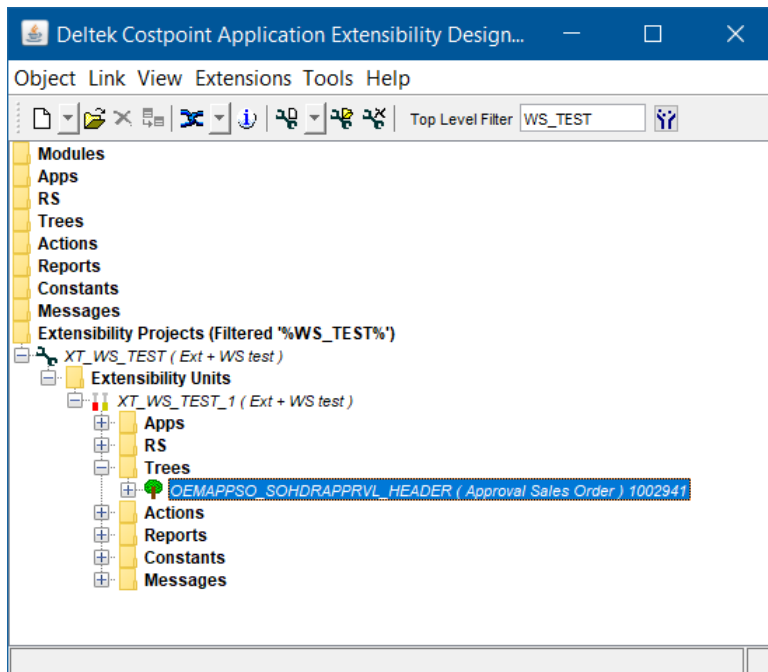 Deltek Costpoint Application Extensibility Design...
Object Link View Extensions Tools Help
Top Level Filter WS_TEST
Modules
Apps
RS
Trees
Actions
Reports
Constants
Messages
Extensibility Projects (Filtered '%WS_TEST%')
XT_WS_TEST ( Ext + WS test )
Extensibility Units
XT_WS_TEST_1 ( Ext + WS test )
Apps
RS
Trees
OEMAPPSO_SOHDRAPPRVL_HEADER ( Approval Sales Order ) 1002941
Actions
Reports
Constants
Messages